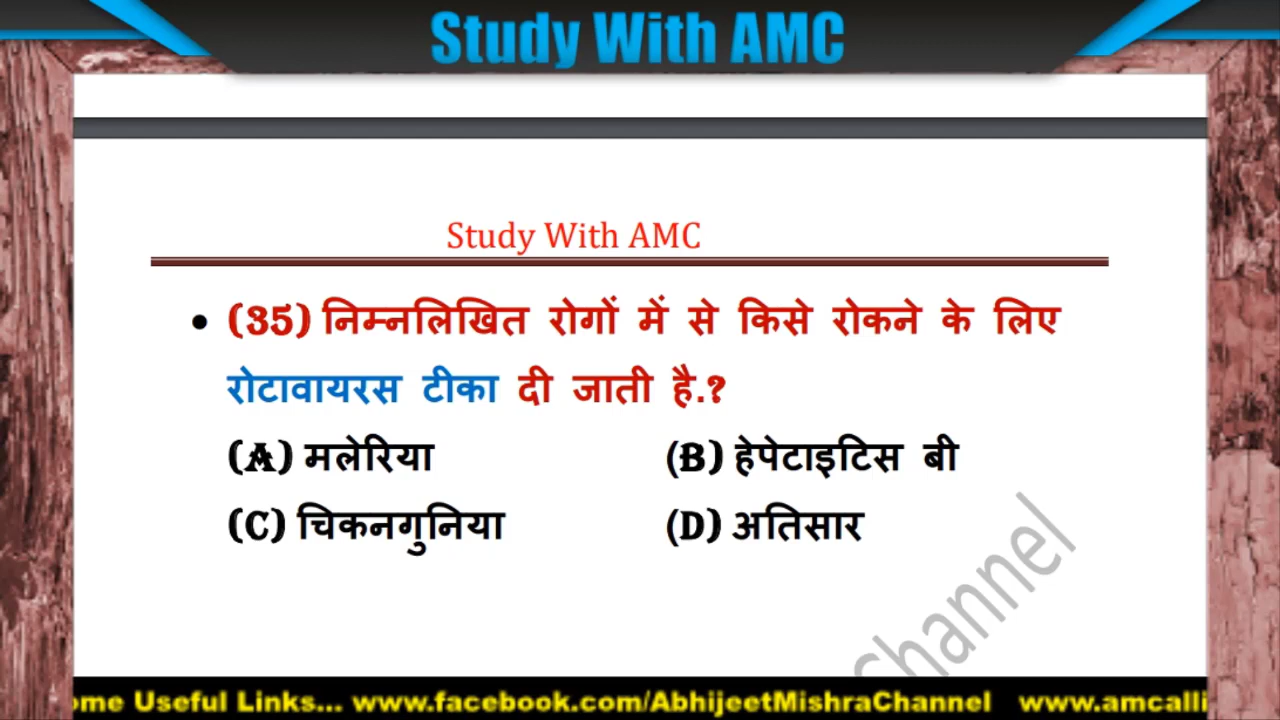 Study With AMC
Study With AMC
• (35) निम्नलिखित रोगों में से किसे रोकने के लिए
रोटावायरस टीका दी जाती है.?
(A) मलेरिया (B) हेपेटाइटिस बी
(C) चिकनगुनिया (D) अतिसार
Channel
ome Useful Links... www.facebook.com/AbhijeetMishraChannel www.amcalli